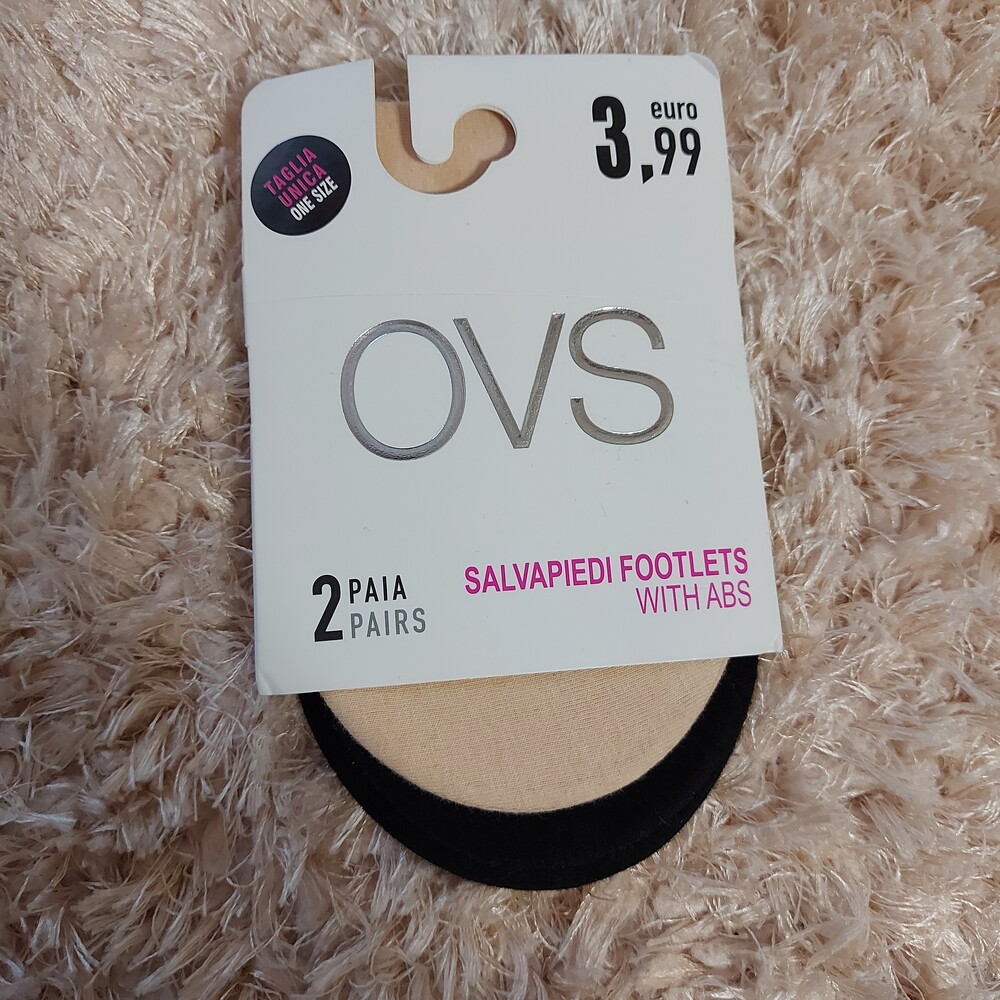 TAGLIA
UNICA
ONE SIZE
3,99 euro
OVS
2 PAIA
PAIRS
SALVAPIEDI FOOTLETS
WITH ABS